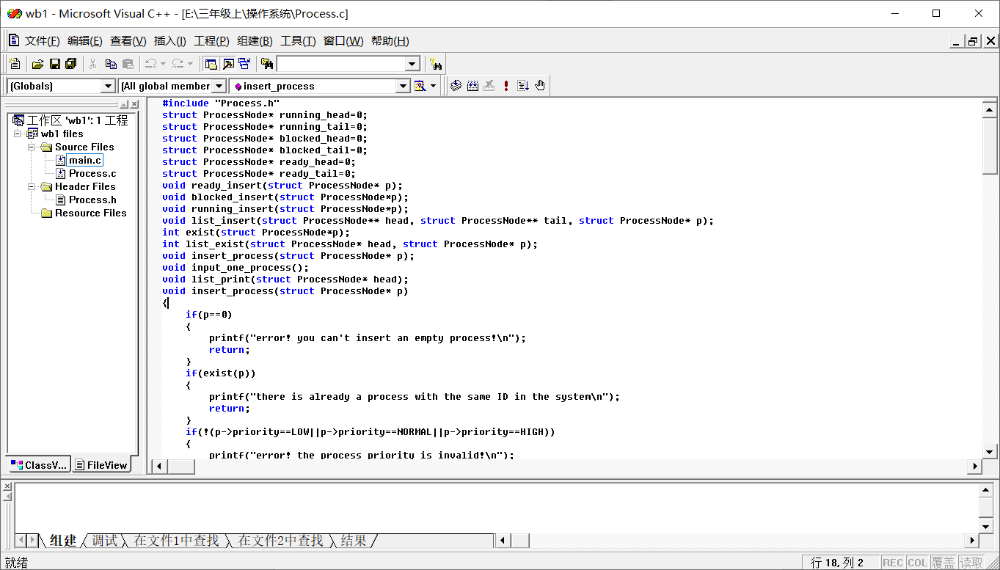 wb1 - Microsoft Visual C++ - [E:\三年级上\操作系统\Process.c]
文件(F) 编辑(E) 查看(V) 插入(I) 工程(P) 组建(B) 工具(T) 窗口(W) 帮助(H)
(Globals) (All global member insert_process
工作区 'wb1': 1 工程
wb1 files
Source Files
main.c
Process.c
Header Files
Process.h
Resource Files
ClassV... FileView
#include "Process.h"
struct ProcessNode* running_head=0;
struct ProcessNode* running_tail=0;
struct ProcessNode* blocked_head=0;
struct ProcessNode* blocked_tail=0;
struct ProcessNode* ready_head=0;
struct ProcessNode* ready_tail=0;
void ready_insert(struct ProcessNode* p);
void blocked_insert(struct ProcessNode*p);
void running_insert(struct ProcessNode*p);
void list_insert(struct ProcessNode** head, struct ProcessNode** tail, struct ProcessNode* p);
int exist(struct ProcessNode*p);
int list_exist(struct ProcessNode* head, struct ProcessNode* p);
void insert_process(struct ProcessNode* p);
void input_one_process();
void list_print(struct ProcessNode* head);
void insert_process(struct ProcessNode* p)
{
if(p==0)
{
printf("error! you can't insert an empty process!\n");
return;
}
if(exist(p))
{
printf("there is already a process with the same ID in the system\n");
return;
}
if(!(p->priority==LOW||p->priority==NORMAL||p->priority==HIGH))
{
printf("error! the process priority is invalid!\n");
组建 调试 在文件1中查找 在文件2中查找 结果
就绪 行 18, 列 2 REC COL 覆盖 读取